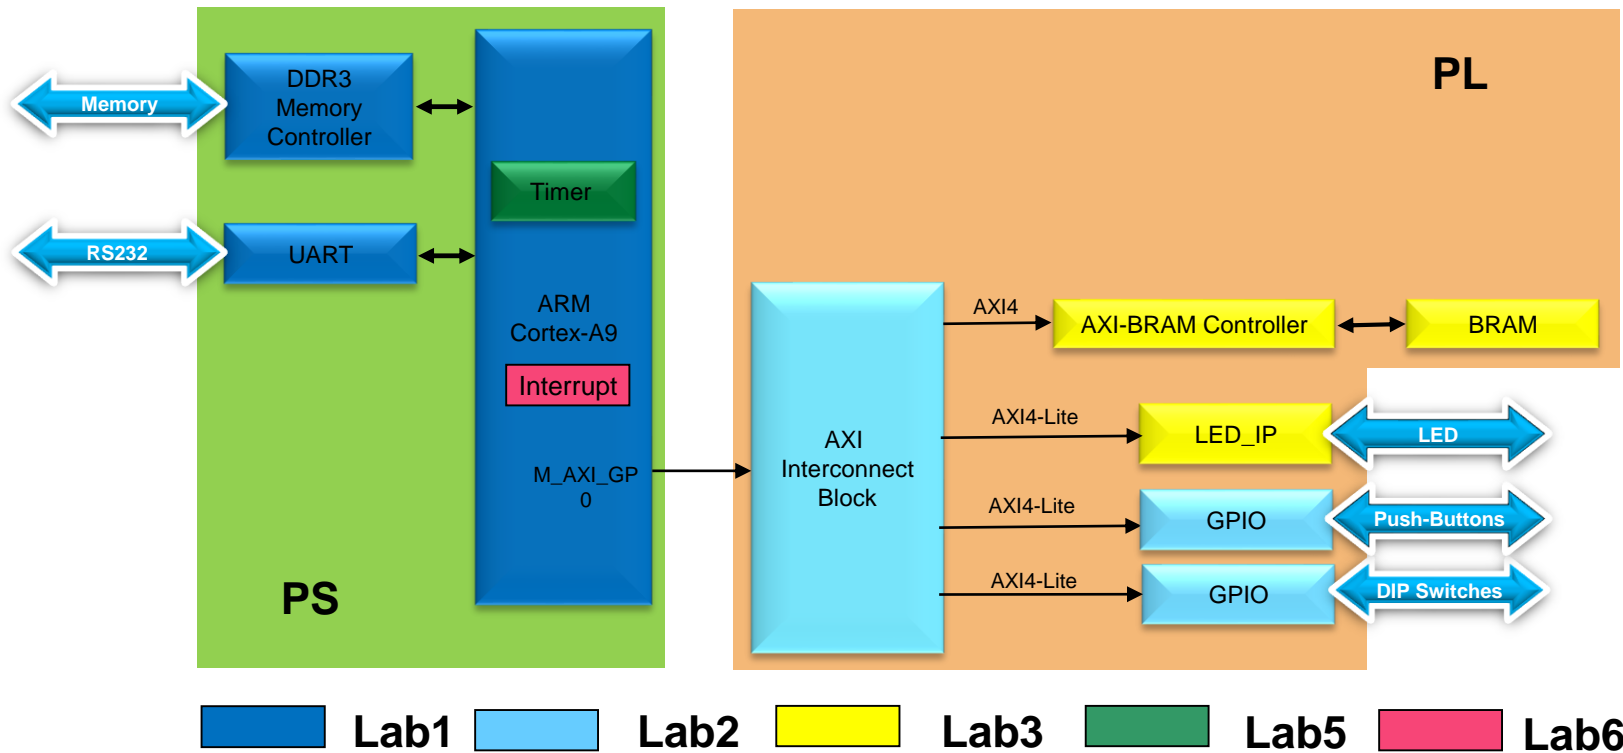 PL
DDR3
Memory
Controller
Memory
Timer
UART
RS232
ARM
Cortex-A9
Interrupt
M_AXI_GP
0
PS
AXI
Interconnect
Block
AXI4
AXI-BRAM Controller
BRAM
AXI4-Lite
LED_IP
LED
AXI4-Lite
GPIO
Push-Buttons
AXI4-Lite
GPIO
DIP Switches
Lab1
Lab2
Lab3
Lab5
Lab6